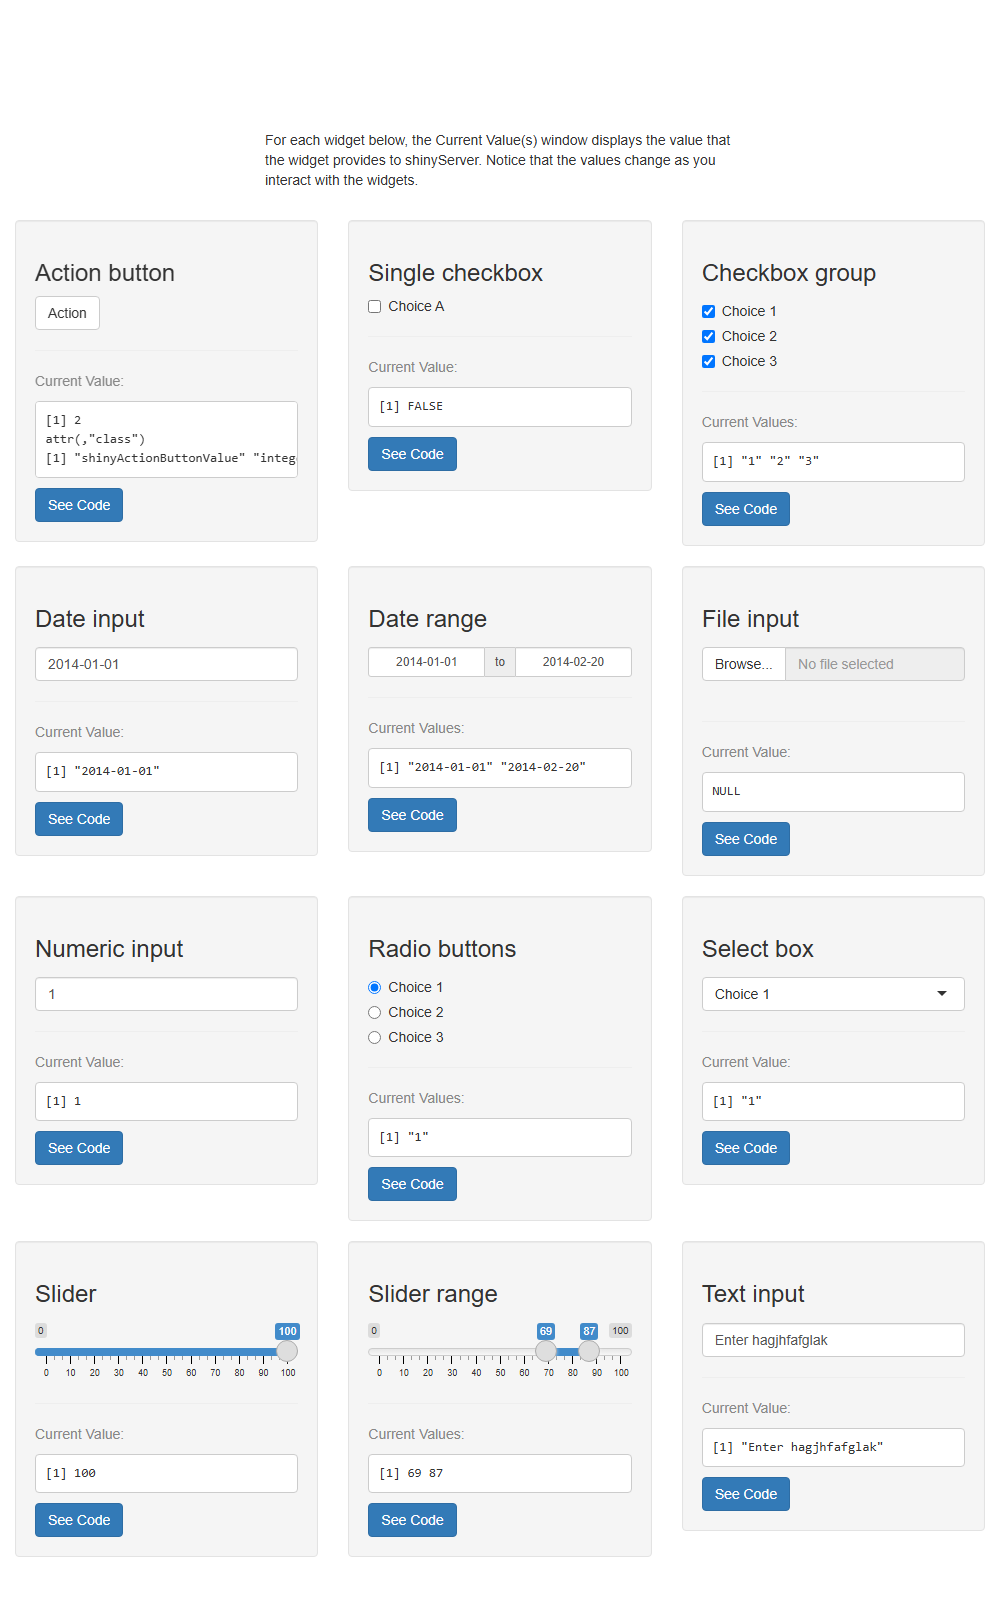 For each widget below, the Current Value(s) window displays the value that
the widget provides to shinyServer. Notice that the values change as you
interact with the widgets.
Action button
Action
Current Value:
[1] 2
attr(,"class")
[1] "shinyActionButtonValue" "integ
See Code
Single checkbox
Choice A
Current Value:
[1] FALSE
See Code
Checkbox group
Choice 1
Choice 2
Choice 3
Current Values:
[1] "1" "2" "3"
See Code
Date input
2014-01-01
Current Value:
[1] "2014-01-01"
See Code
Date range
2014-01-01 to 2014-02-20
Current Values:
[1] "2014-01-01" "2014-02-20"
See Code
File input
Browse... No file selected
Current Value:
NULL
See Code
Numeric input
1
Current Value:
[1] 1
See Code
Radio buttons
Choice 1
Choice 2
Choice 3
Current Values:
[1] "1"
See Code
Select box
Choice 1
Current Value:
[1] "1"
See Code
Slider
0 100
0 10 20 30 40 50 60 70 80 90 100
Current Value:
[1] 100
See Code
Slider range
0 69 87 100
0 10 20 30 40 50 60 70 80 90 100
Current Values:
[1] 69 87
See Code
Text input
Enter hagjhfafglak
Current Value:
[1] "Enter hagjhfafglak"
See Code